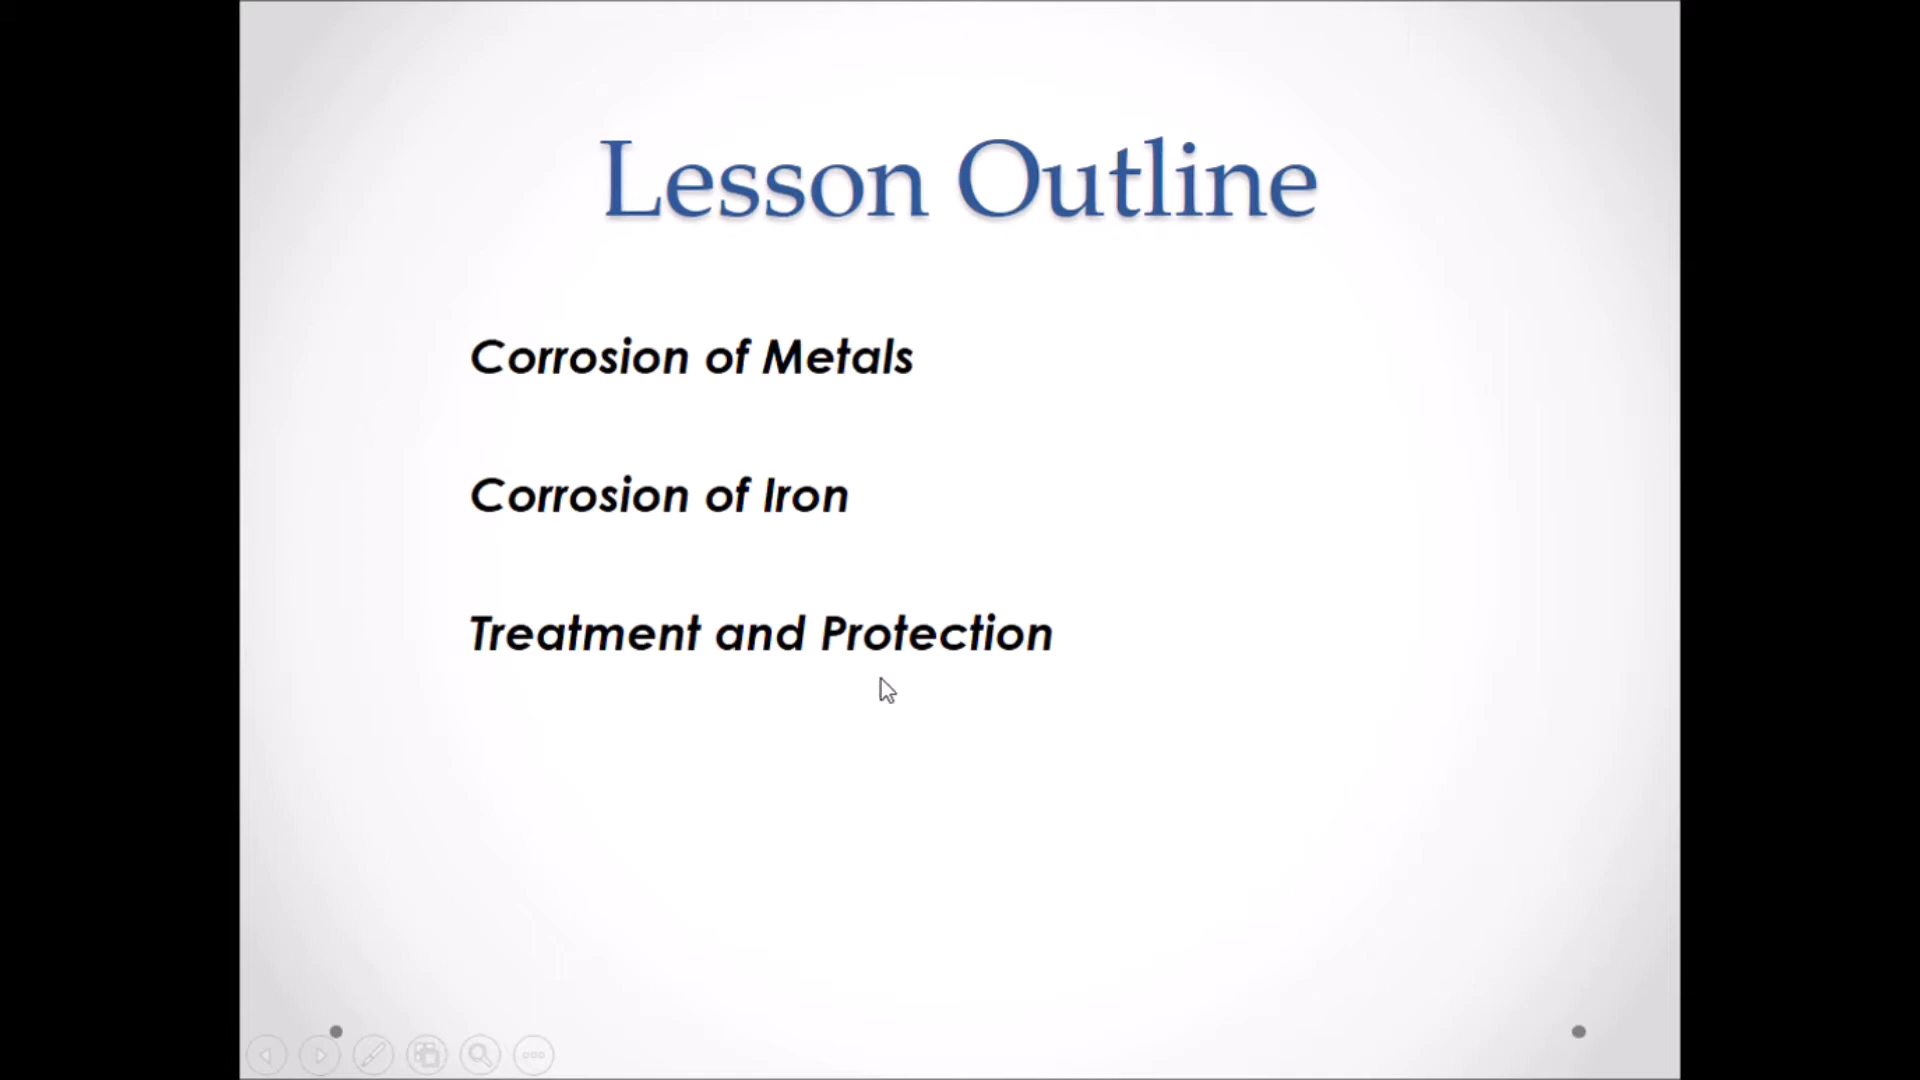 Lesson Outline
Corrosion of Metals
Corrosion of Iron
Treatment and Protection